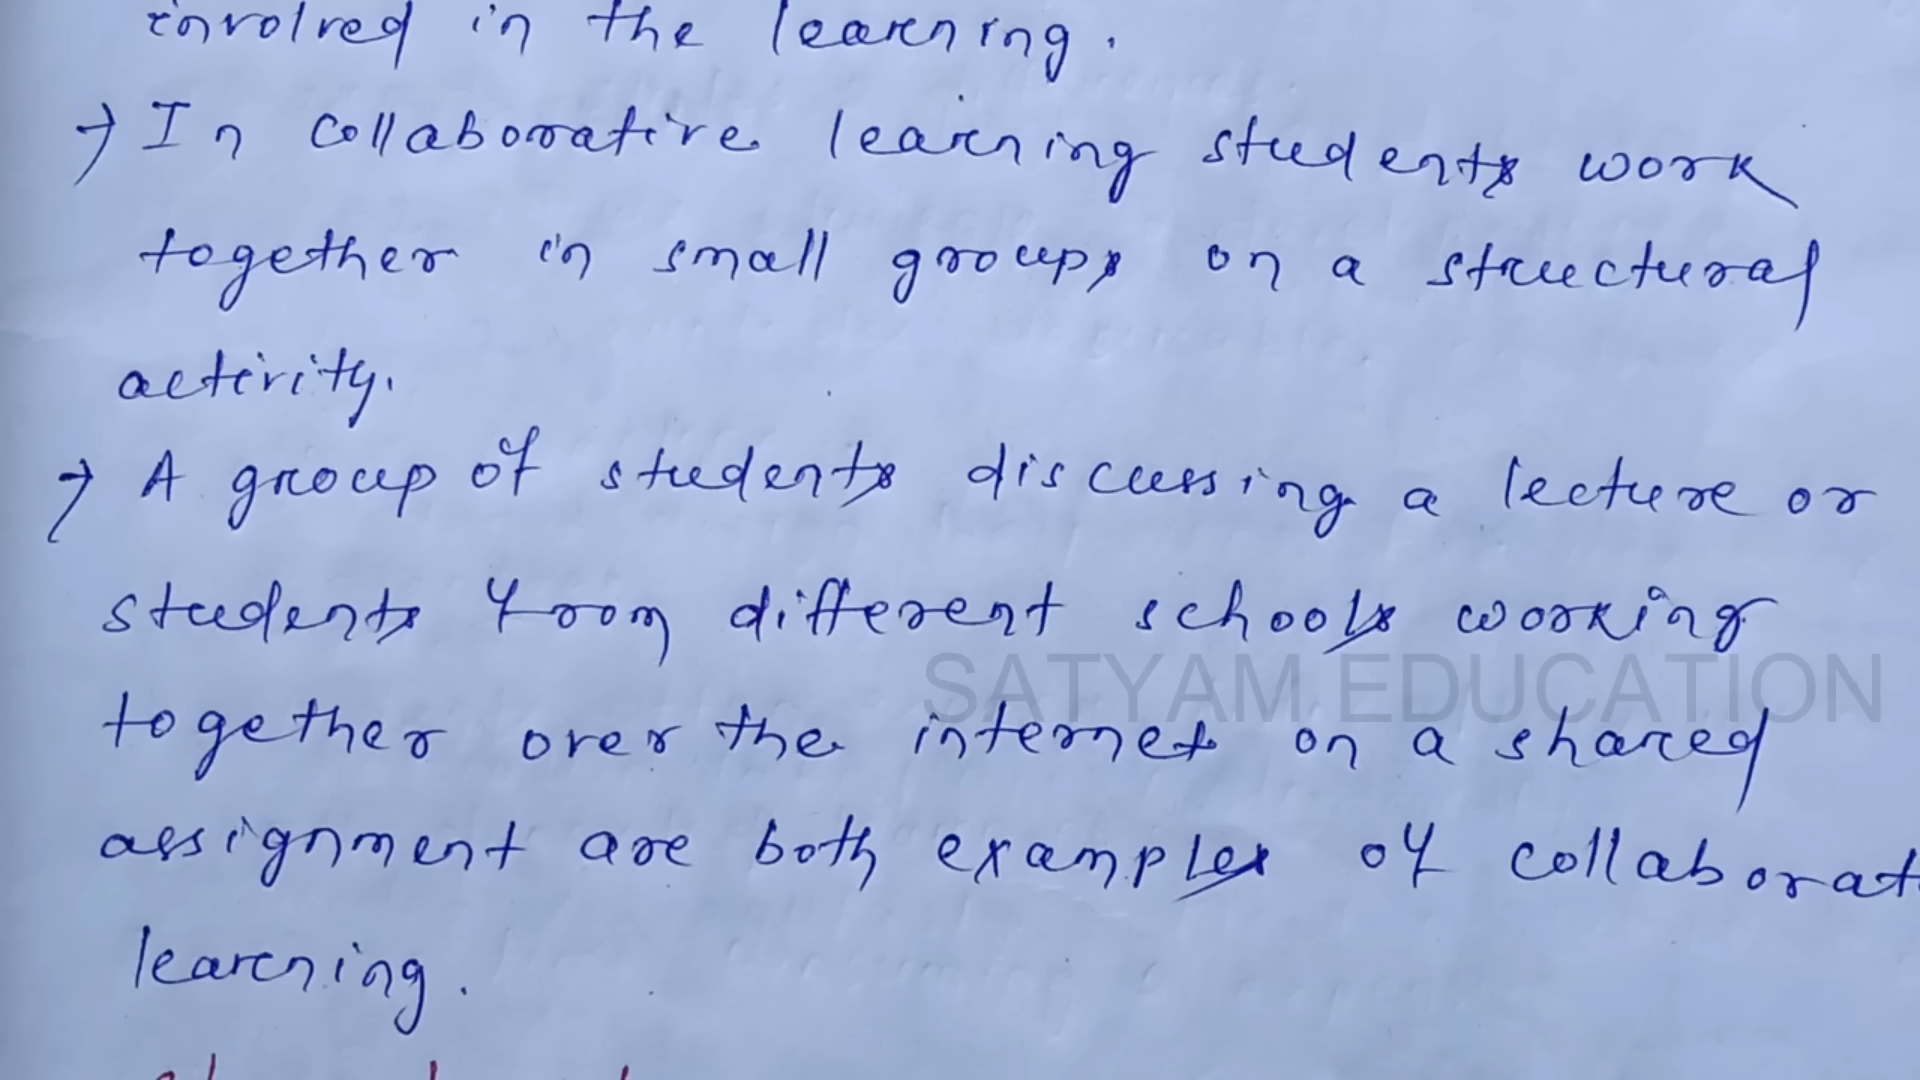 involved in the learning.
→ In collaborative learning students work
together in small groups on a structural
activity.
→ A group of students discussing a lecture or
students from different schools working
SATYAM EDUCATION
together over the internet on a shared
assignment are both examples of collaborat
learning.